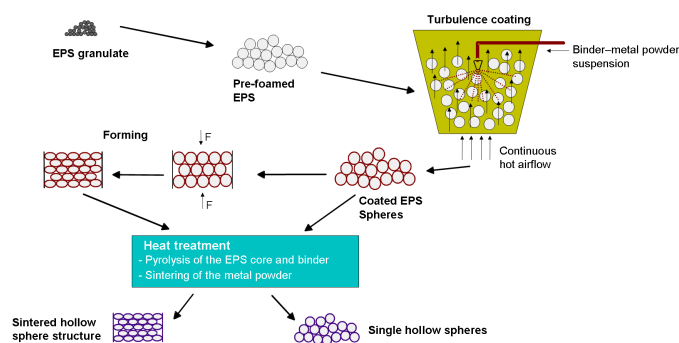 Turbulence coating
EPS granulate
Pre-foamed
EPS
Binder–metal powder
suspension
Forming
F
F
Continuous
hot airflow
Coated EPS
Spheres
Heat treatment
- Pyrolysis of the EPS core and binder
- Sintering of the metal powder
Sintered hollow
sphere structure
Single hollow spheres